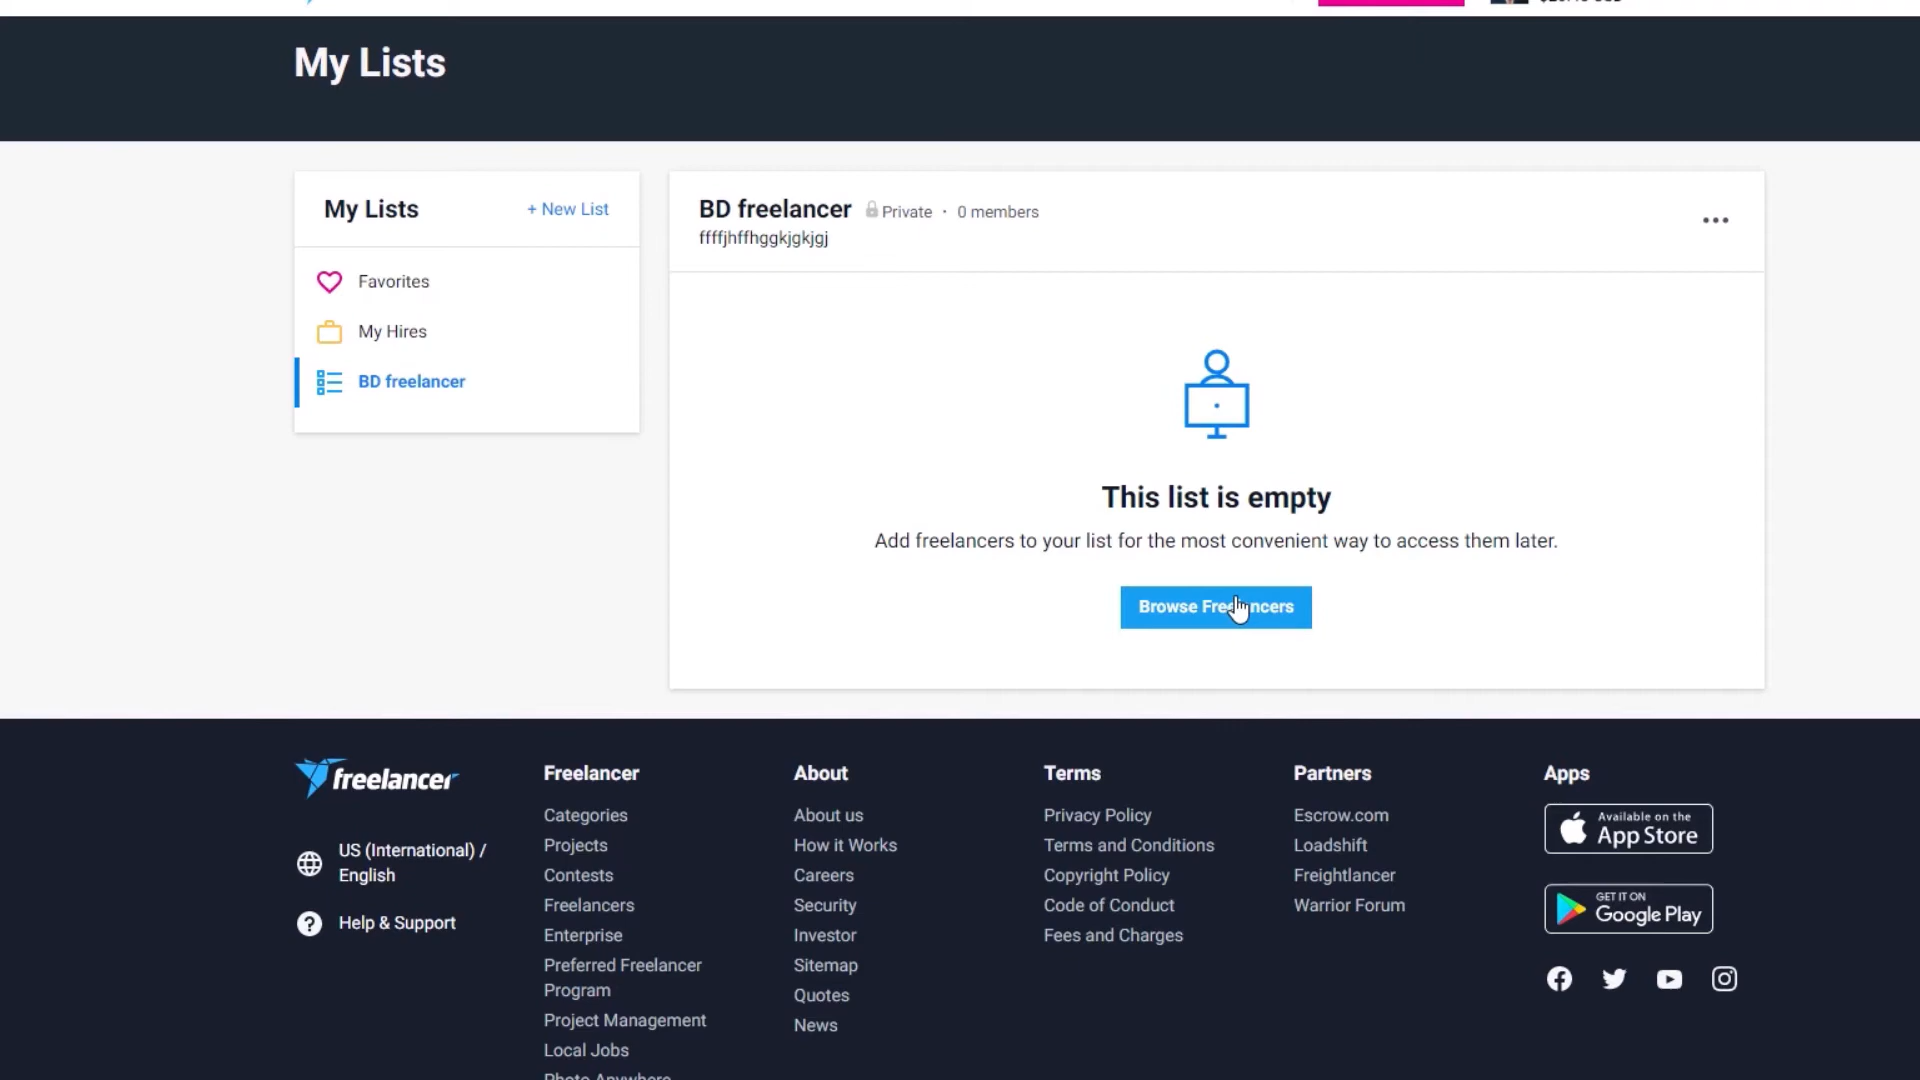 My Lists
My Lists
+ New List
Favorites
My Hires
BD freelancer
BD freelancer Private · 0 members
ffffjhffhggkjgkjgj
This list is empty
Add freelancers to your list for the most convenient way to access them later.
Browse Freelancers
freelancer
US (International) /
English
Help & Support
Freelancer
Categories
Projects
Contests
Freelancers
Enterprise
Preferred Freelancer
Program
Project Management
Local Jobs
Photo Anywhere
About
About us
How it Works
Careers
Security
Investor
Sitemap
Quotes
News
Terms
Privacy Policy
Terms and Conditions
Copyright Policy
Code of Conduct
Fees and Charges
Partners
Escrow.com
Loadshift
Freightlancer
Warrior Forum
Apps
Available on the
App Store
GET IT ON
Google Play